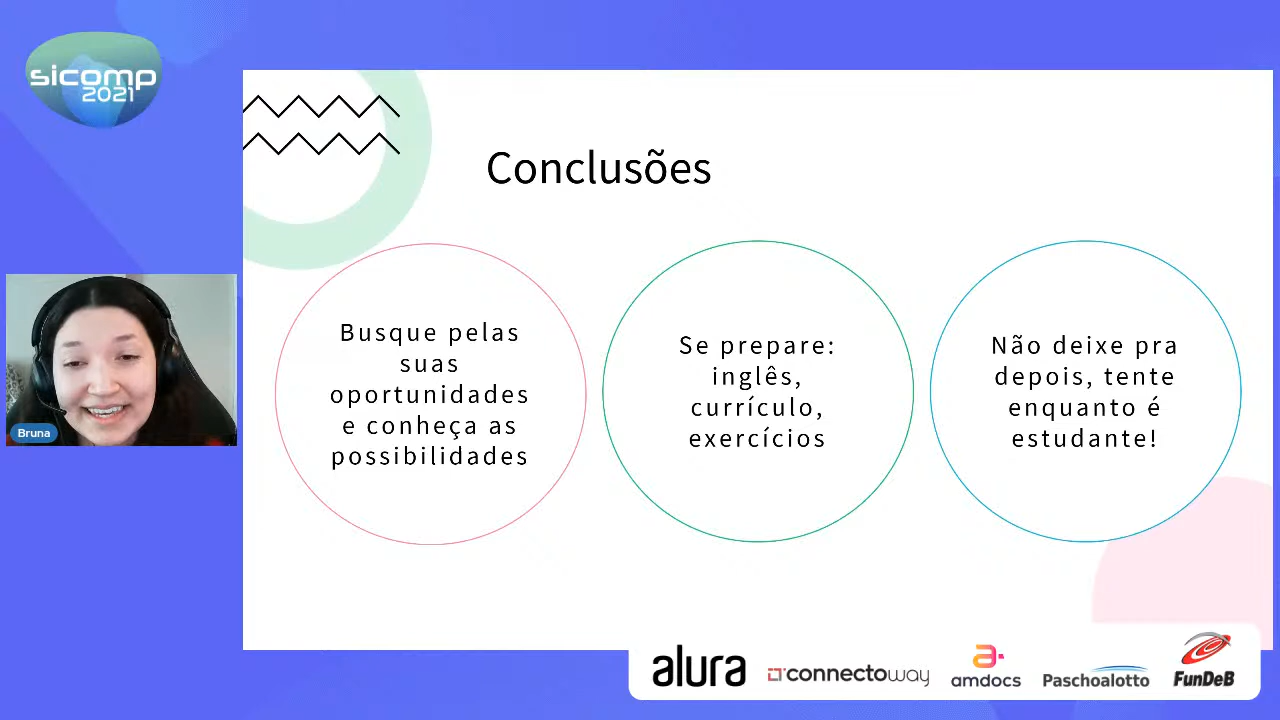 sicomp
2021
Conclusões
Busque pelas
suas
oportunidades
e conheça as
possibilidades
Se prepare:
inglês,
currículo,
exercícios
Não deixe pra
depois, tente
enquanto é
estudante!
Bruna
alura
connectoway
a
amdocs
Paschoalotto
FunDeB